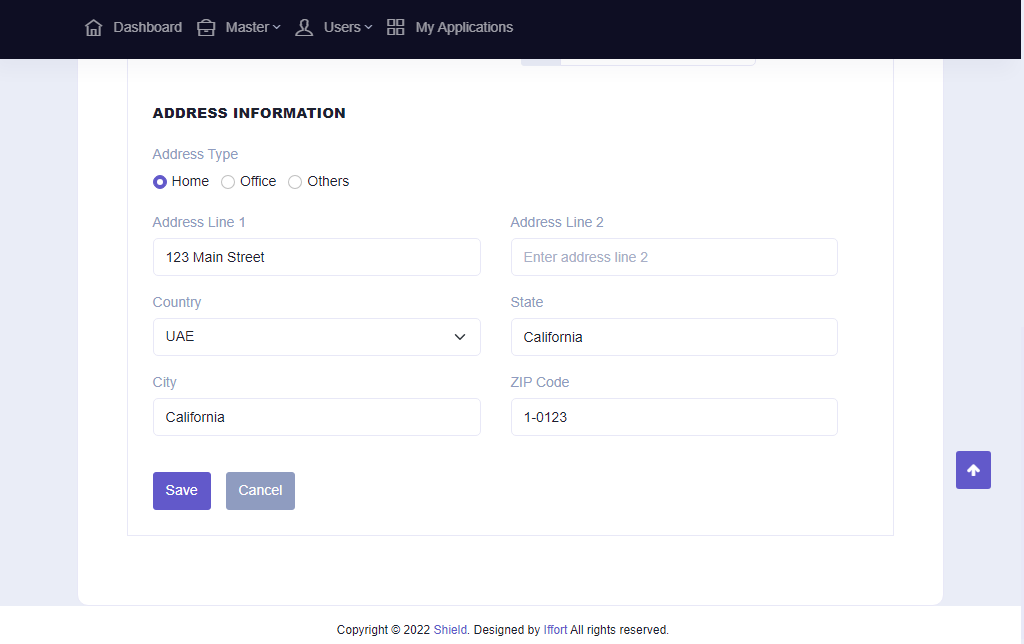 Dashboard Master Users My Applications
ADDRESS INFORMATION
Address Type
Home Office Others
Address Line 1 Address Line 2
123 Main Street Enter address line 2
Country State
UAE California
City ZIP Code
California 1-0123
Save Cancel
Copyright © 2022 Shield. Designed by Iffort All rights reserved.